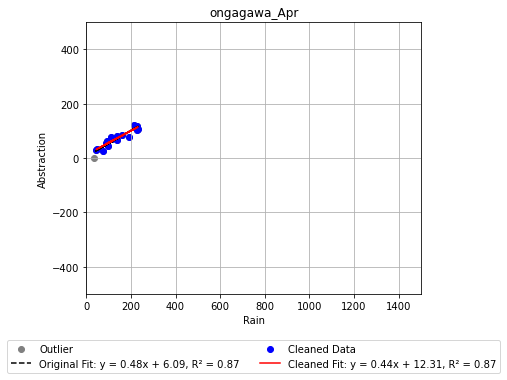 ongagawa_Apr
Abstraction
400
200
0
−200
−400
0 200 400 600 800 1000 1200 1400
Rain
Outlier Cleaned Data
Original Fit: y = 0.48x + 6.09, R² = 0.87 Cleaned Fit: y = 0.44x + 12.31, R² = 0.87